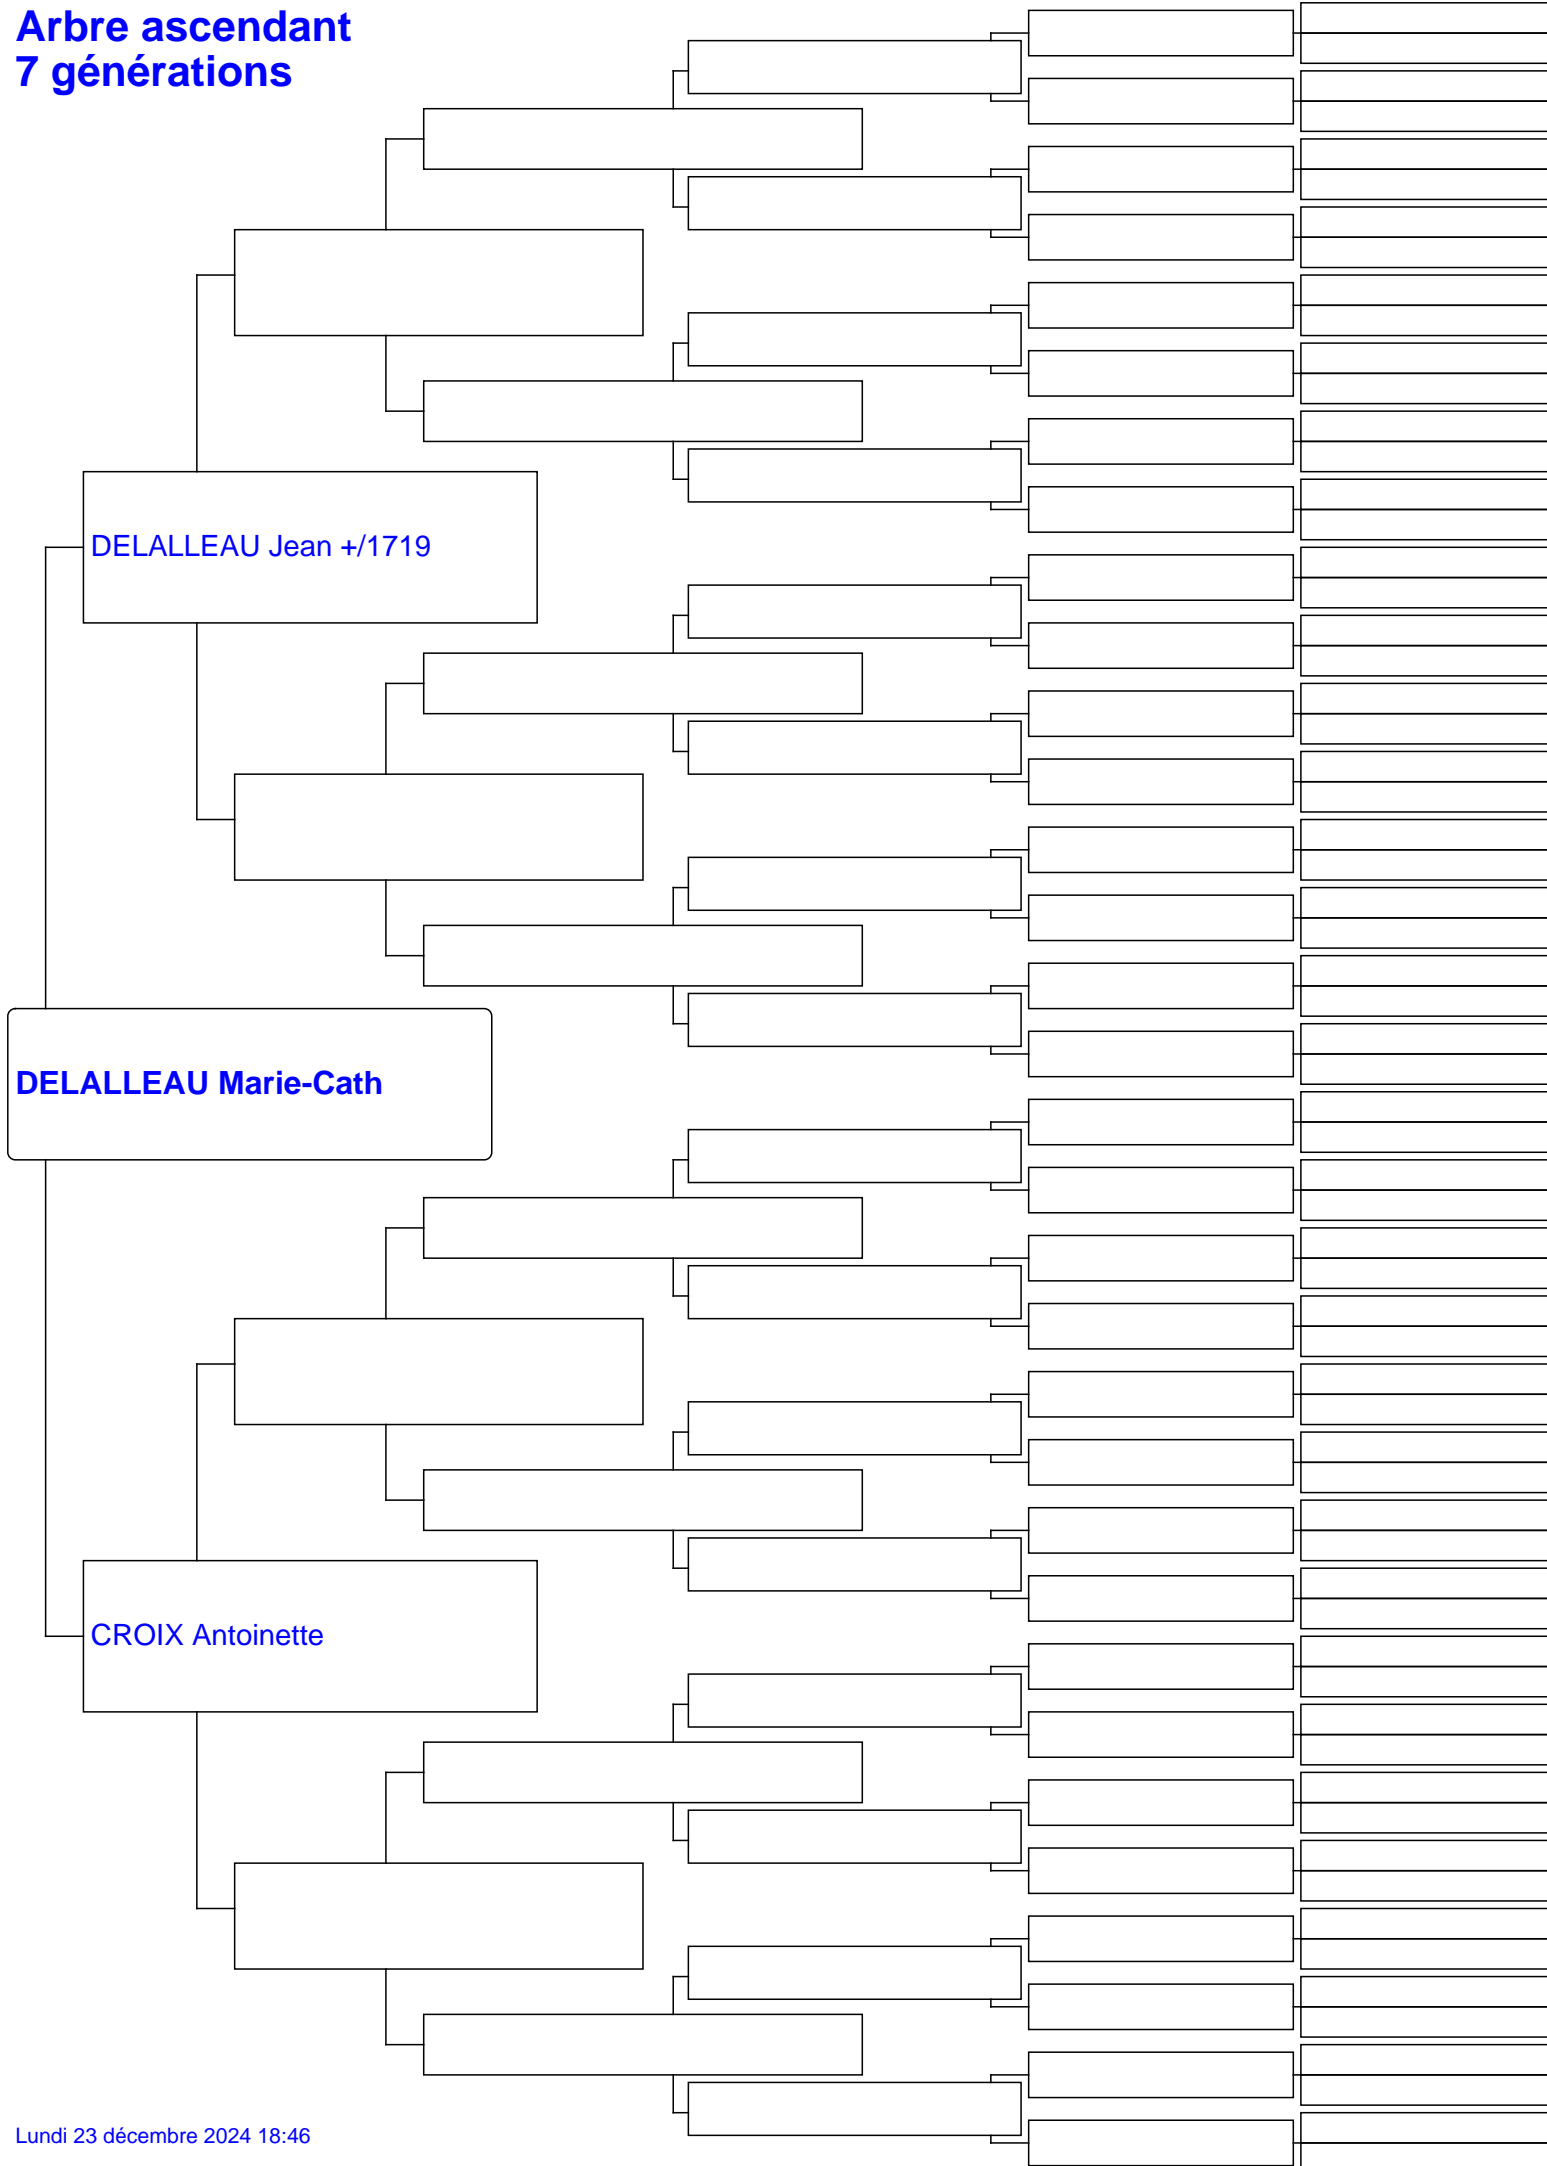 Arbre ascendant
7 générations
DELALLEAU Jean +/1719
DELALLEAU Marie-Cath
CROIX Antoinette
Lundi 23 décembre 2024 18:46